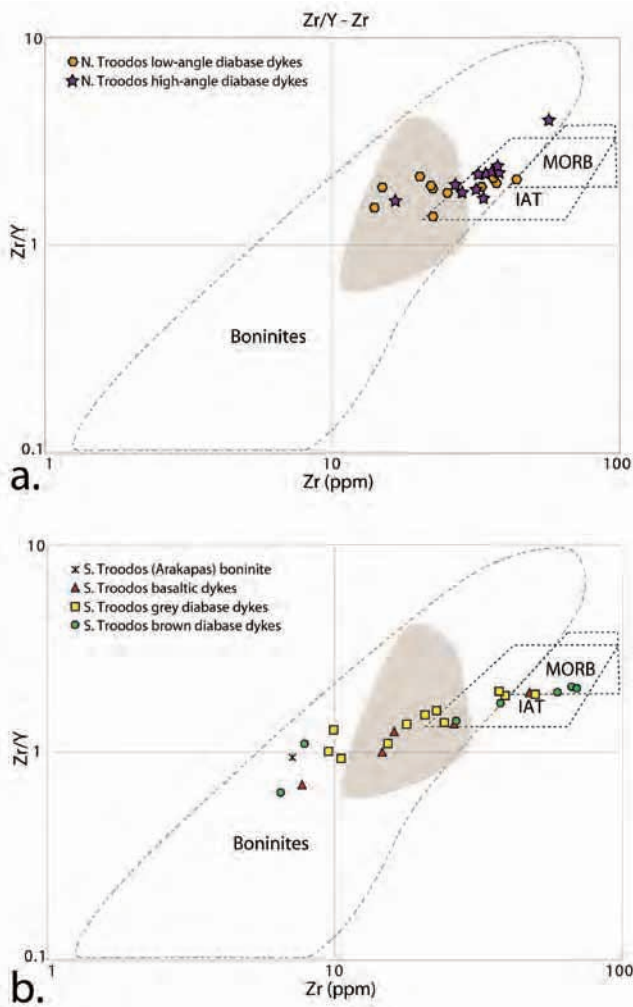 Zr/Y - Zr
10
N. Troodos low-angle diabase dykes
N. Troodos high-angle diabase dykes
MORB
IAT
Zr/Y
1
Boninites
0.1
1
10
100
Zr (ppm)
a.
10
S. Troodos (Arakapas) boninite
S. Troodos basaltic dykes
S. Troodos grey diabase dykes
S. Troodos brown diabase dykes
MORB
IAT
Zr/Y
1
Boninites
0.1
1
10
100
Zr (ppm)
b.